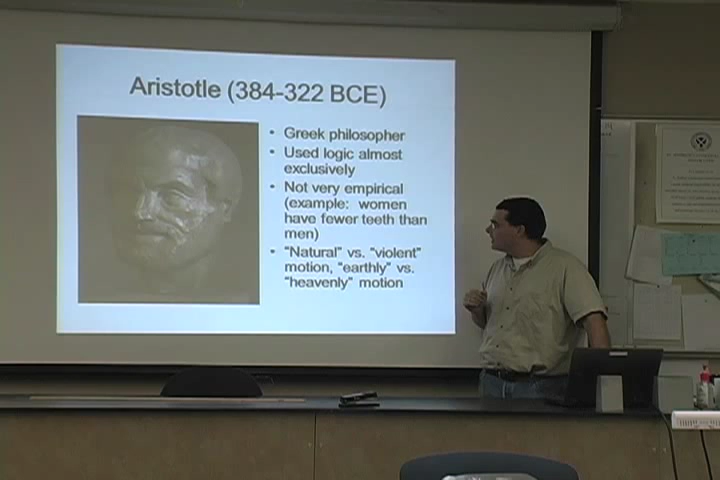 Aristotle (384-322 BCE)
• Greek philosopher
• Used logic almost
exclusively
• Not very empirical
(example: women
have fewer teeth than
men)
• "Natural" vs. "violent"
motion, "earthly" vs.
"heavenly" motion